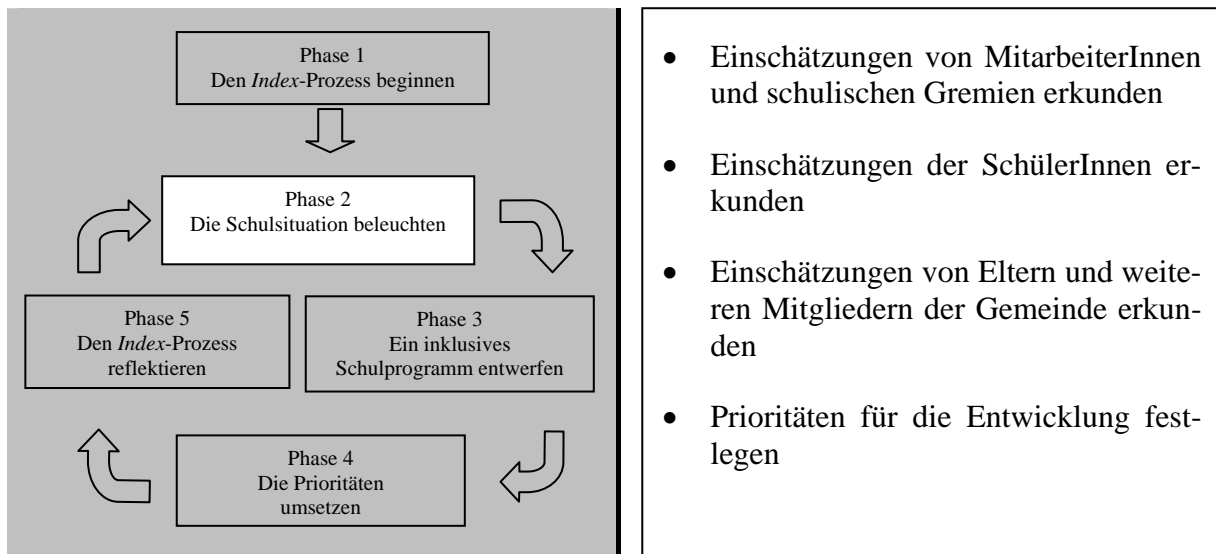 Phase 1
Den Index-Prozess beginnen
Phase 2
Die Schulsituation beleuchten
Phase 5
Den Index-Prozess
reflektieren
Phase 3
Ein inklusives
Schulprogramm entwerfen
Phase 4
Die Prioritäten
umsetzen
• Einschätzungen von MitarbeiterInnen
und schulischen Gremien erkunden
• Einschätzungen der SchülerInnen er-
kunden
• Einschätzungen von Eltern und weite-
ren Mitgliedern der Gemeinde erkun-
den
• Prioritäten für die Entwicklung fest-
legen